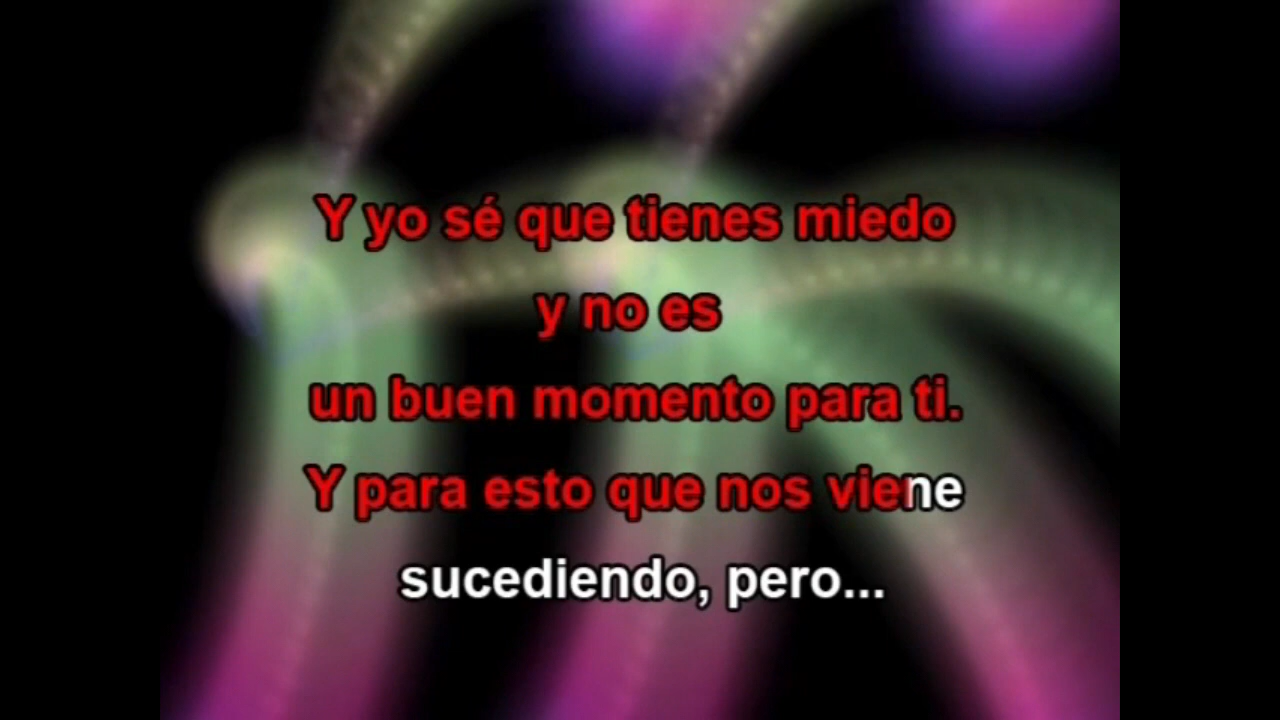 Y yo sé que tienes miedo
y no es
un buen momento para ti.
Y para esto que nos viene
sucediendo, pero...